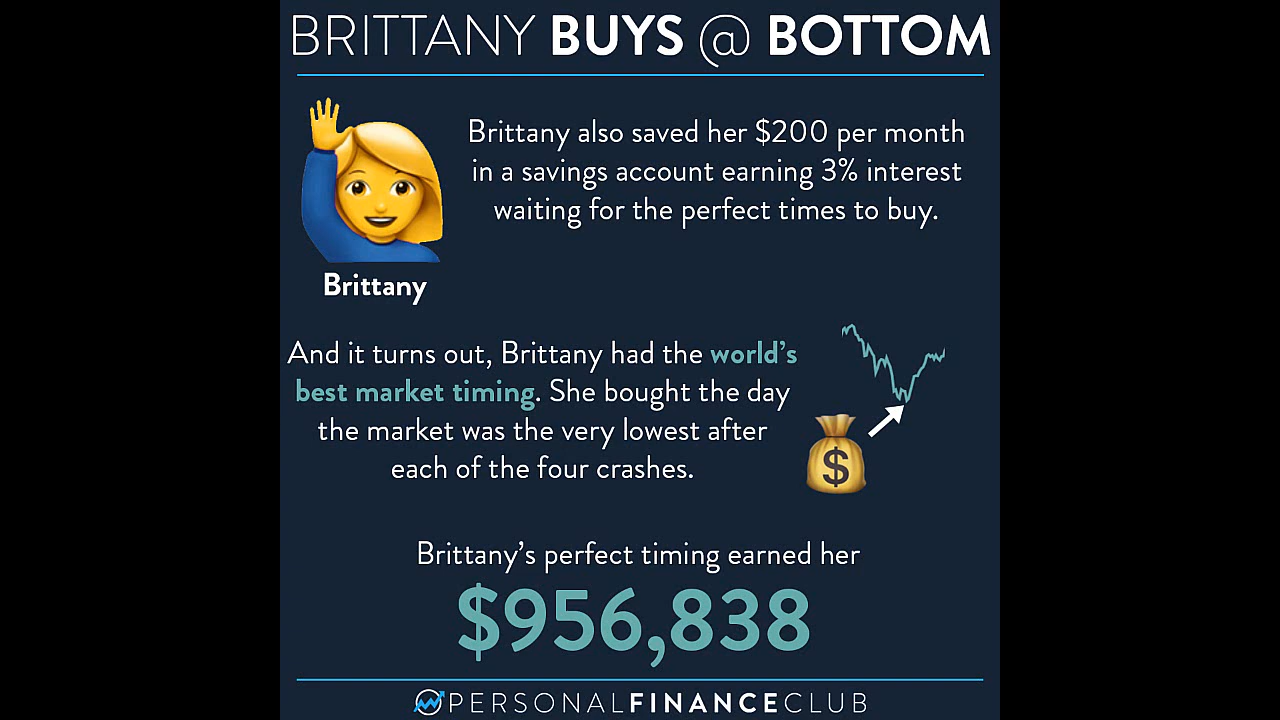 BRITTANY BUYS @ BOTTOM
Brittany also saved her $200 per month
in a savings account earning 3% interest
waiting for the perfect times to buy.
Brittany
And it turns out, Brittany had the world's
best market timing. She bought the day
the market was the very lowest after
each of the four crashes.
$
Brittany's perfect timing earned her
$956,838
PERSONALFINANCECLUB